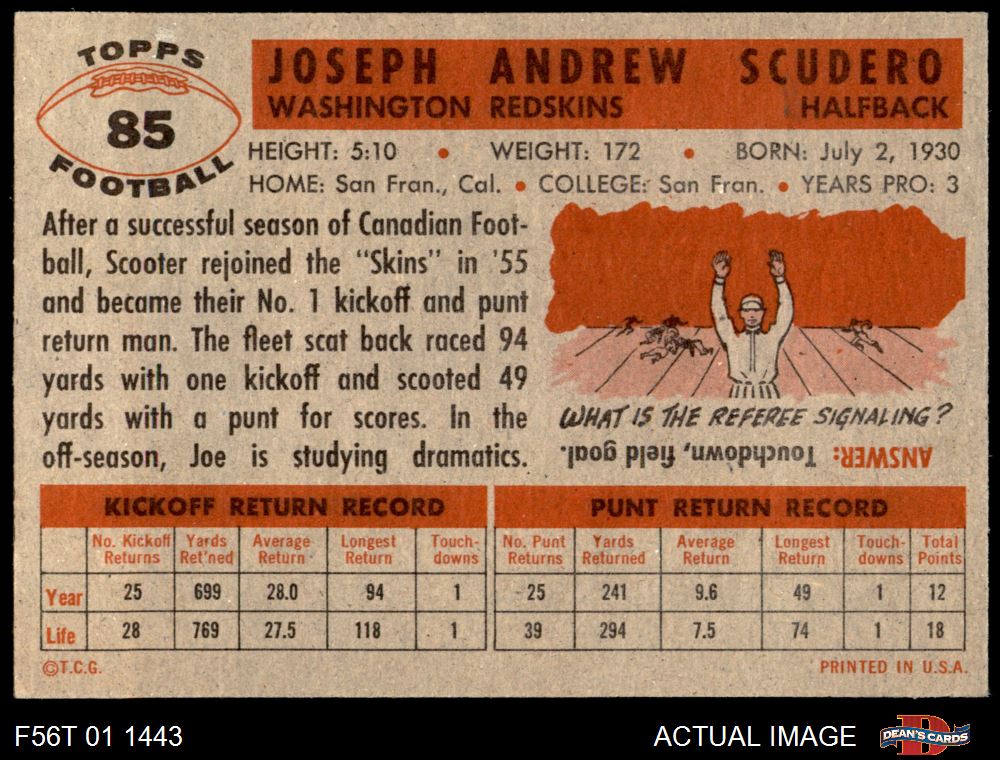 TOPPS
85
FOOTBALL
JOSEPH ANDREW SCUDERO
WASHINGTON REDSKINS HALFBACK
HEIGHT: 5:10 • WEIGHT: 172 • BORN: July 2, 1930
HOME: San Fran., Cal. • COLLEGE: San Fran. • YEARS PRO: 3
After a successful season of Canadian Foot-
ball, Scooter rejoined the "Skins" in '55
and became their No. 1 kickoff and punt
return man. The fleet scat back raced 94
yards with one kickoff and scooted 49
yards with a punt for scores. In the
off-season, Joe is studying dramatics.
WHAT IS THE REFEREE SIGNALING?
ANSWER: Touchdown, field goal.
KICKOFF RETURN RECORD
No. Kickoff Yards Average Longest Touch-
Returns Ret'ned Return Return downs
Year 25 699 28.0 94 1
Life 28 769 27.5 118 1
PUNT RETURN RECORD
No. Punt Yards Average Longest Touch- Total
Returns Returned Return Return downs Points
25 241 9.6 49 1 12
39 294 7.5 74 1 18
©T.C.G. PRINTED IN U.S.A.
F56T 01 1443 ACTUAL IMAGE DEAN'S CARDS